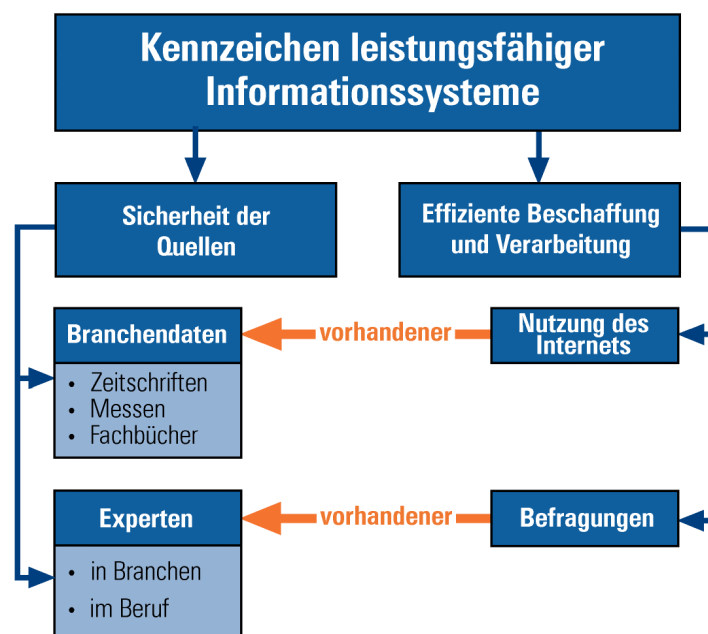 Kennzeichen leistungsfähiger
Informationssysteme
Sicherheit der
Quellen
Effiziente Beschaffung
und Verarbeitung
Branchendaten
• Zeitschriften
• Messen
• Fachbücher
vorhandener
Nutzung des
Internets
Experten
• in Branchen
• im Beruf
vorhandener
Befragungen